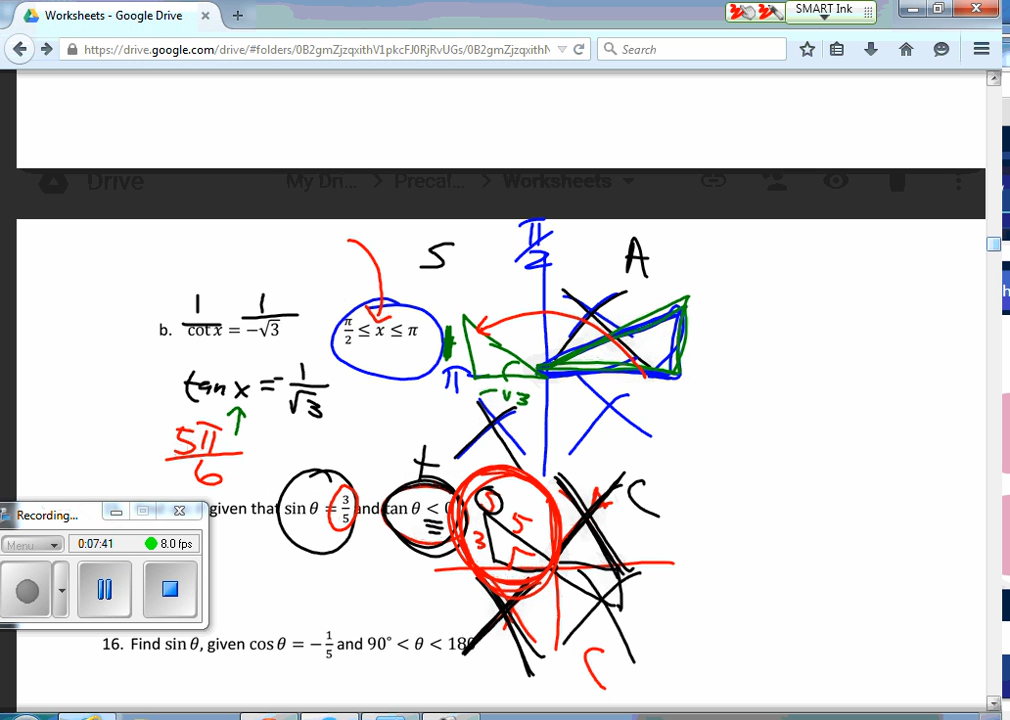 Worksheets - Google Drive
SMART Ink
https://drive.google.com/drive/#folders/0B2gmZjzqxithV1pkcFJ0RjRvUGs/0B2gmZjzqxithN
Search
Drive
My Dn... > Precal... > Worksheets
π/2
S
A
1/cot x = 1/-√3
b.
π/2 ≤ x ≤ π
π
-√3
tan x = -1/√3
5π/6
t
C
given that sin θ = 3/5 and tan θ < 0
S
5
3
Recording...
Menu
0:07:41
8.0 fps
16. Find sin θ, given cos θ = -1/5 and 90° < θ < 180
C